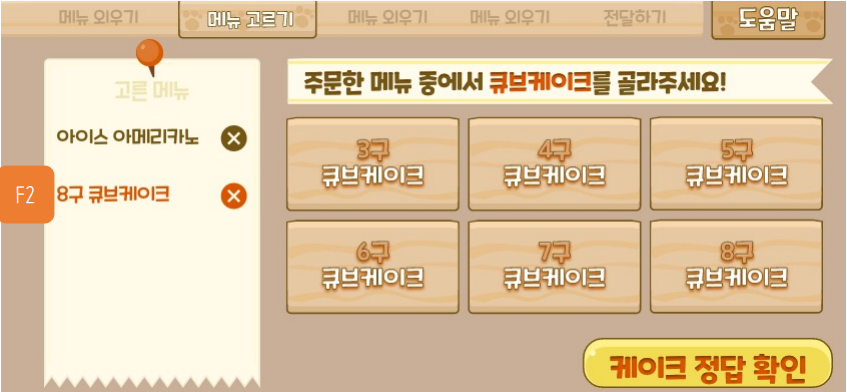 메뉴 외우기
메뉴 고르기
메뉴 외우기
메뉴 외우기
전달하기
도움말
고른 메뉴
아이스 아메리카노
F2
8구 큐브케이크
주문한 메뉴 중에서 큐브케이크를 골라주세요!
3구
큐브케이크
4구
큐브케이크
5구
큐브케이크
6구
큐브케이크
7구
큐브케이크
8구
큐브케이크
케이크 정답 확인